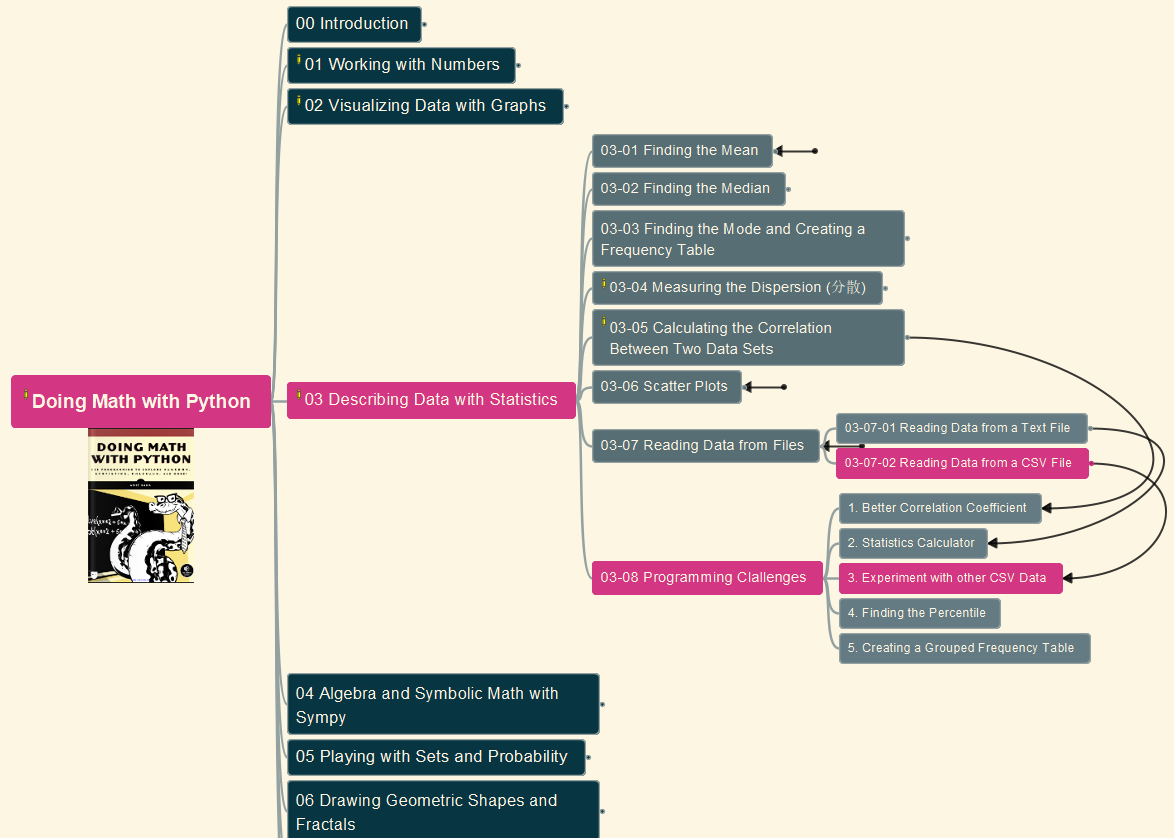 00 Introduction
01 Working with Numbers
02 Visualizing Data with Graphs
03-01 Finding the Mean
03-02 Finding the Median
03-03 Finding the Mode and Creating a
Frequency Table
03-04 Measuring the Dispersion (分散)
03-05 Calculating the Correlation
Between Two Data Sets
03-06 Scatter Plots
03-07 Reading Data from Files
03-07-01 Reading Data from a Text File
03-07-02 Reading Data from a CSV File
Doing Math with Python
03 Describing Data with Statistics
DOING MATH
WITH PYTHON
03-08 Programming Clallenges
1. Better Correlation Coefficient
2. Statistics Calculator
3. Experiment with other CSV Data
4. Finding the Percentile
5. Creating a Grouped Frequency Table
04 Algebra and Symbolic Math with
Sympy
05 Playing with Sets and Probability
06 Drawing Geometric Shapes and
Fractals